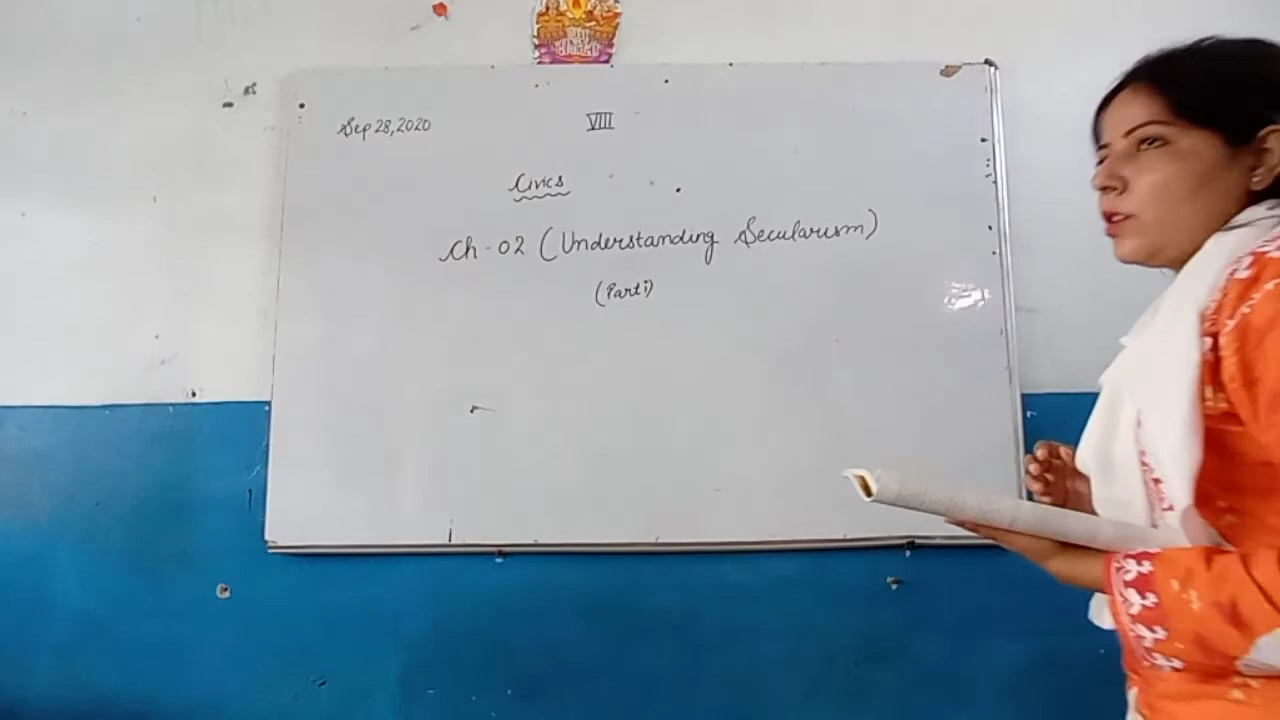 Sep 28, 2020
VIII
Civics
Ch - 02 (Understanding Secularism)
(Part i)